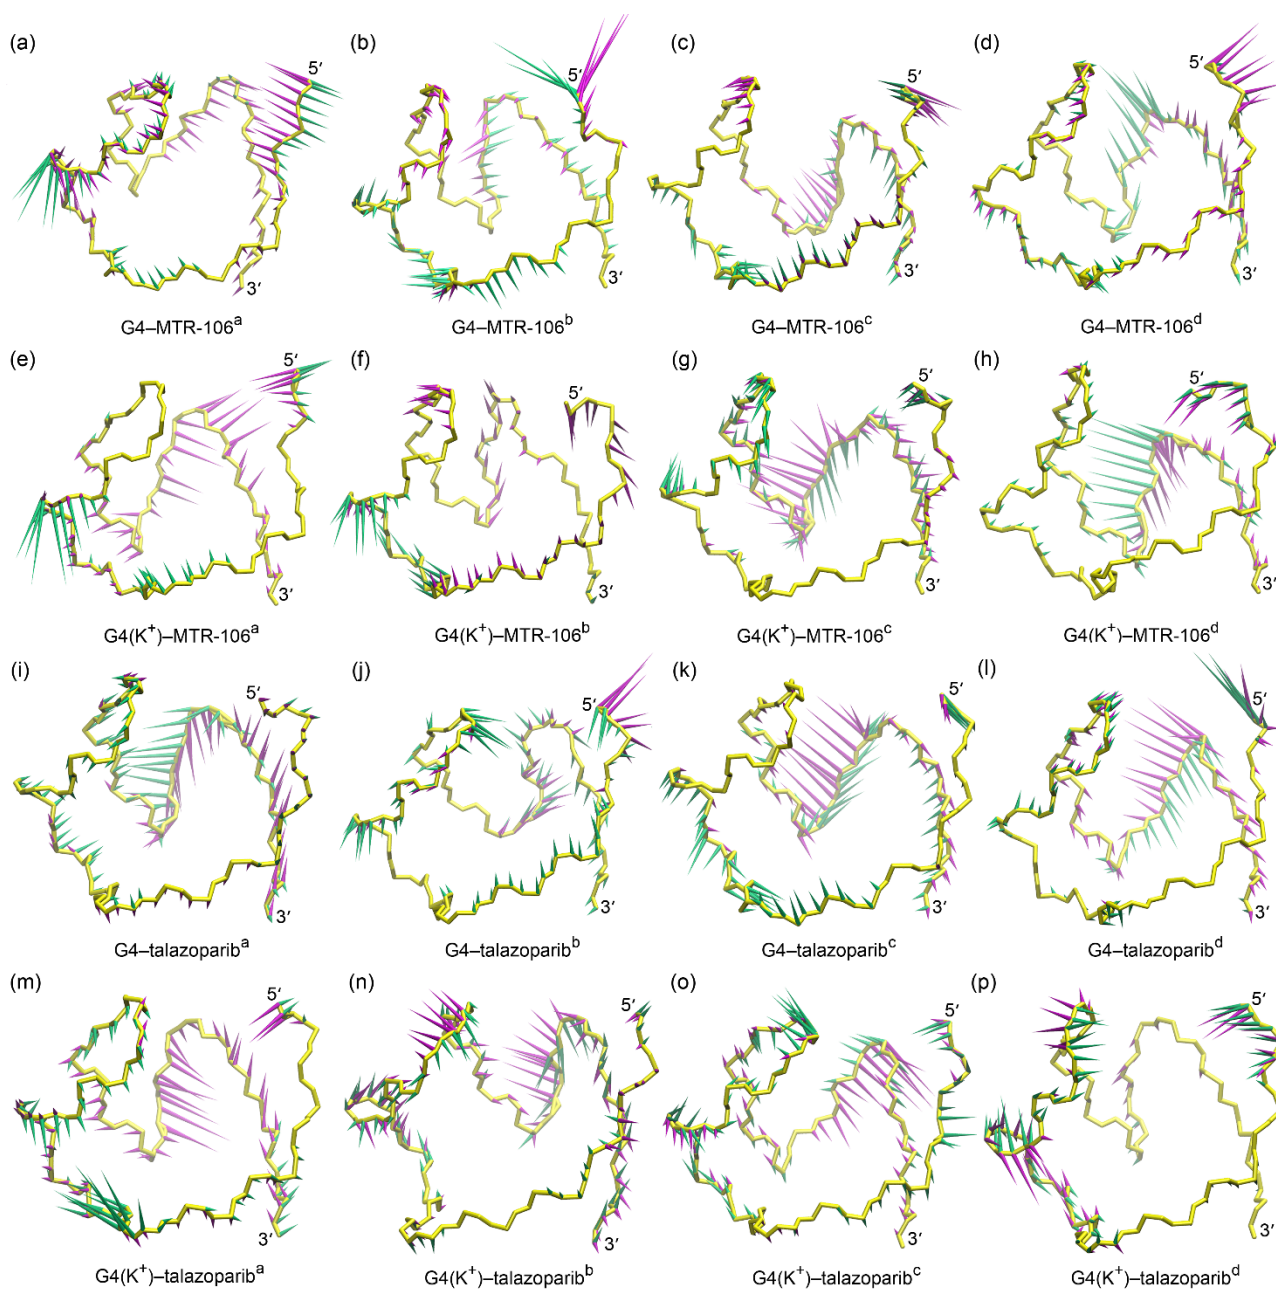 (a) (b) (c) (d)
5′ 5′ 5′ 5′
3′ 3′ 3′ 3′
G4–MTR-106ᵃ G4–MTR-106ᵇ G4–MTR-106ᶜ G4–MTR-106ᵈ
(e) (f) (g) (h)
5′ 5′ 5′ 5′
3′ 3′ 3′ 3′
G4(K⁺)–MTR-106ᵃ G4(K⁺)–MTR-106ᵇ G4(K⁺)–MTR-106ᶜ G4(K⁺)–MTR-106ᵈ
(i) (j) (k) (l)
5′ 5′ 5′ 5′
3′ 3′ 3′ 3′
G4–talazoparibᵃ G4–talazoparibᵇ G4–talazoparibᶜ G4–talazoparibᵈ
(m) (n) (o) (p)
5′ 5′ 5′ 5′
3′ 3′ 3′ 3′
G4(K⁺)–talazoparibᵃ G4(K⁺)–talazoparibᵇ G4(K⁺)–talazoparibᶜ G4(K⁺)–talazoparibᵈ